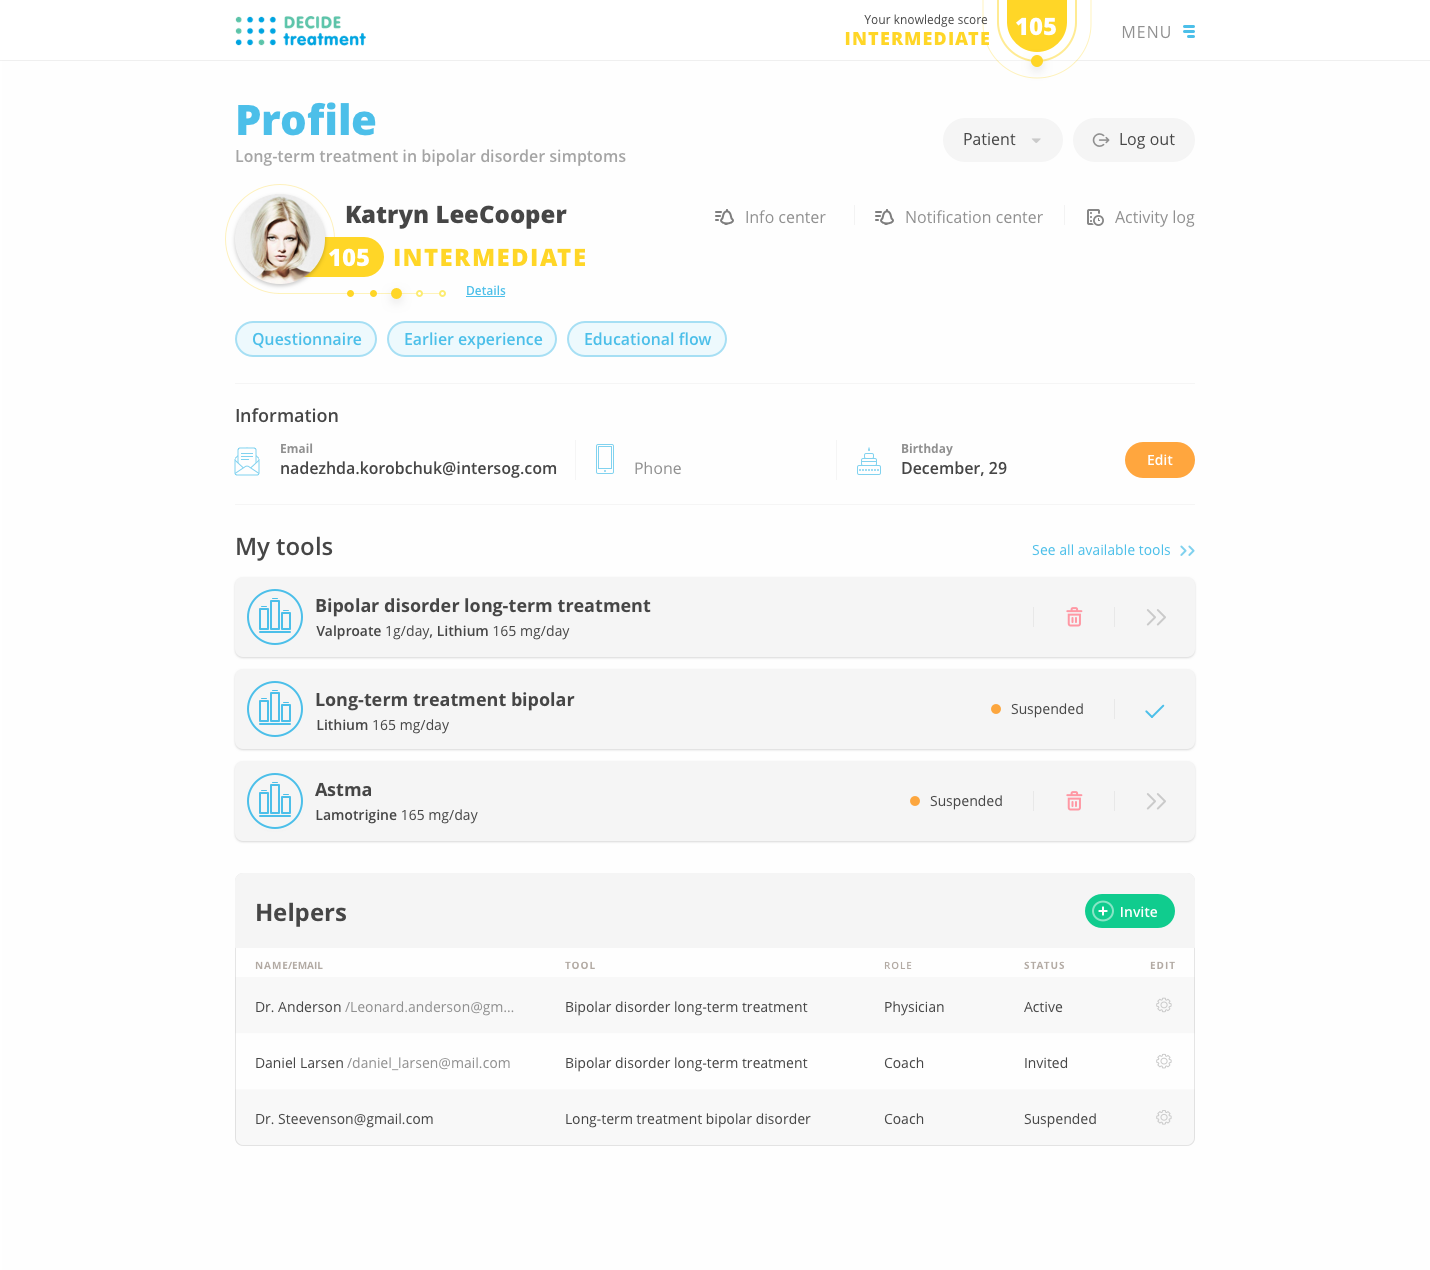 DECIDE
treatment
Your knowledge score
INTERMEDIATE
105
MENU
Profile
Long-term treatment in bipolar disorder simptoms
Patient
Log out
Katryn LeeCooper
105 INTERMEDIATE
Details
Info center
Notification center
Activity log
Questionnaire
Earlier experience
Educational flow
Information
Email
nadezhda.korobchuk@intersog.com
Phone
Birthday
December, 29
Edit
My tools
See all available tools
Bipolar disorder long-term treatment
Valproate 1g/day, Lithium 165 mg/day
Long-term treatment bipolar
Lithium 165 mg/day
Suspended
Astma
Lamotrigine 165 mg/day
Suspended
Helpers
Invite
NAME/EMAIL TOOL ROLE STATUS EDIT
Dr. Anderson /Leonard.anderson@gm... Bipolar disorder long-term treatment Physician Active
Daniel Larsen /daniel_larsen@mail.com Bipolar disorder long-term treatment Coach Invited
Dr. Steevenson@gmail.com Long-term treatment bipolar disorder Coach Suspended